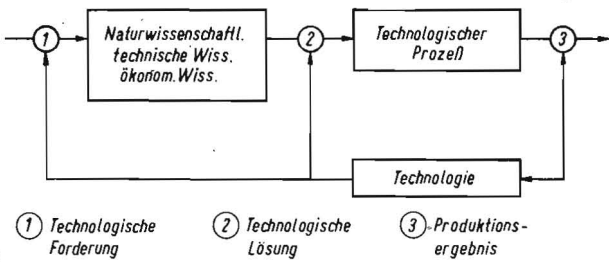 1
Naturwissenschaftl.
technische Wiss.
ökonom. Wiss.
2
Technologischer
Prozeß
3
Technologie
1 Technologische
Forderung
2 Technologische
Lösung
3 Produktions-
ergebnis